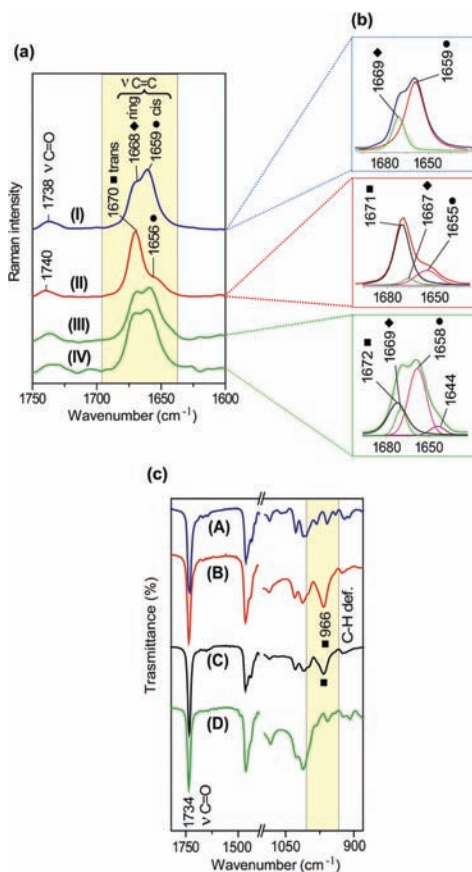 (a)
ν C=C
1738 ν C=O
1670 ■ trans
1668 ◆ ring
1659 ● cis
(I)
1656 ●
1740
(II)
(III)
(IV)
Raman intensity
1750 1700 1650 1600
Wavenumber (cm-1)
(b)
1669 ◆
1659 ●
1680 1650
1671 ■
1667 ◆
1655 ●
1680 1650
1672 ■
1669 ◆
1658 ●
1644
1680 1650
(c)
(A)
(B)
■ 966
C-H def.
(C)
■
(D)
1734
ν C=O
Trasmittance (%)
1750 1500 1050 900
Wavenumber (cm-1)